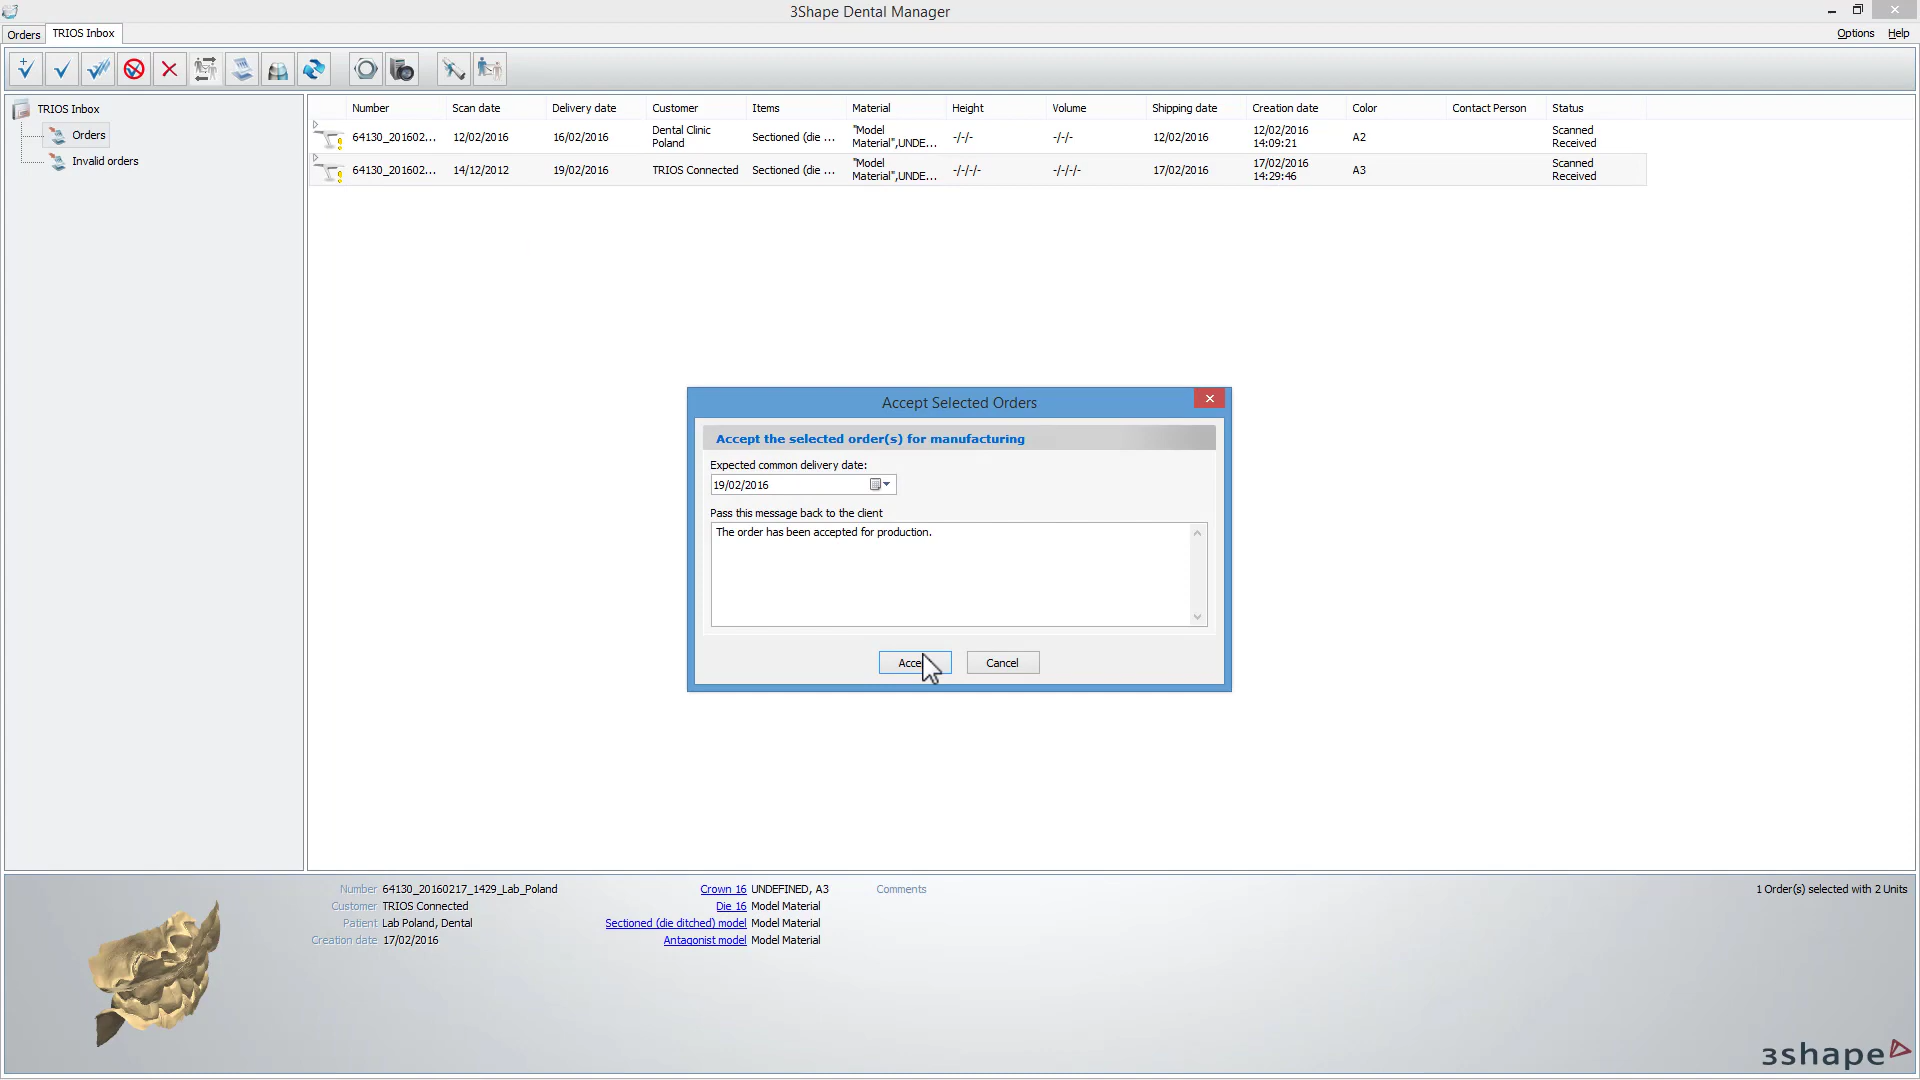 3Shape Dental Manager
Orders
TRIOS Inbox
Options
Help
TRIOS Inbox
Orders
Invalid orders
Number Scan date Delivery date Customer Items Material Height Volume Shipping date Creation date Color Contact Person Status
64130_201602... 12/02/2016 16/02/2016 Dental Clinic Poland Sectioned (die ... "Model Material",UNDE... -/-/- -/-/- 12/02/2016 12/02/2016 14:09:21 A2 Scanned Received
64130_201602... 14/12/2012 19/02/2016 TRIOS Connected Sectioned (die ... "Model Material",UNDE... -/-/-/- -/-/-/- 17/02/2016 17/02/2016 14:29:46 A3 Scanned Received
Accept Selected Orders
Accept the selected order(s) for manufacturing
Expected common delivery date:
19/02/2016
Pass this message back to the client
The order has been accepted for production.
Cancel
Number 64130_20160217_1429_Lab_Poland
Customer TRIOS Connected
Patient Lab Poland, Dental
Creation date 17/02/2016
Crown 16 UNDEFINED, A3
Die 16 Model Material
Sectioned (die ditched) model Model Material
Antagonist model Model Material
Comments
1 Order(s) selected with 2 Units
3shape